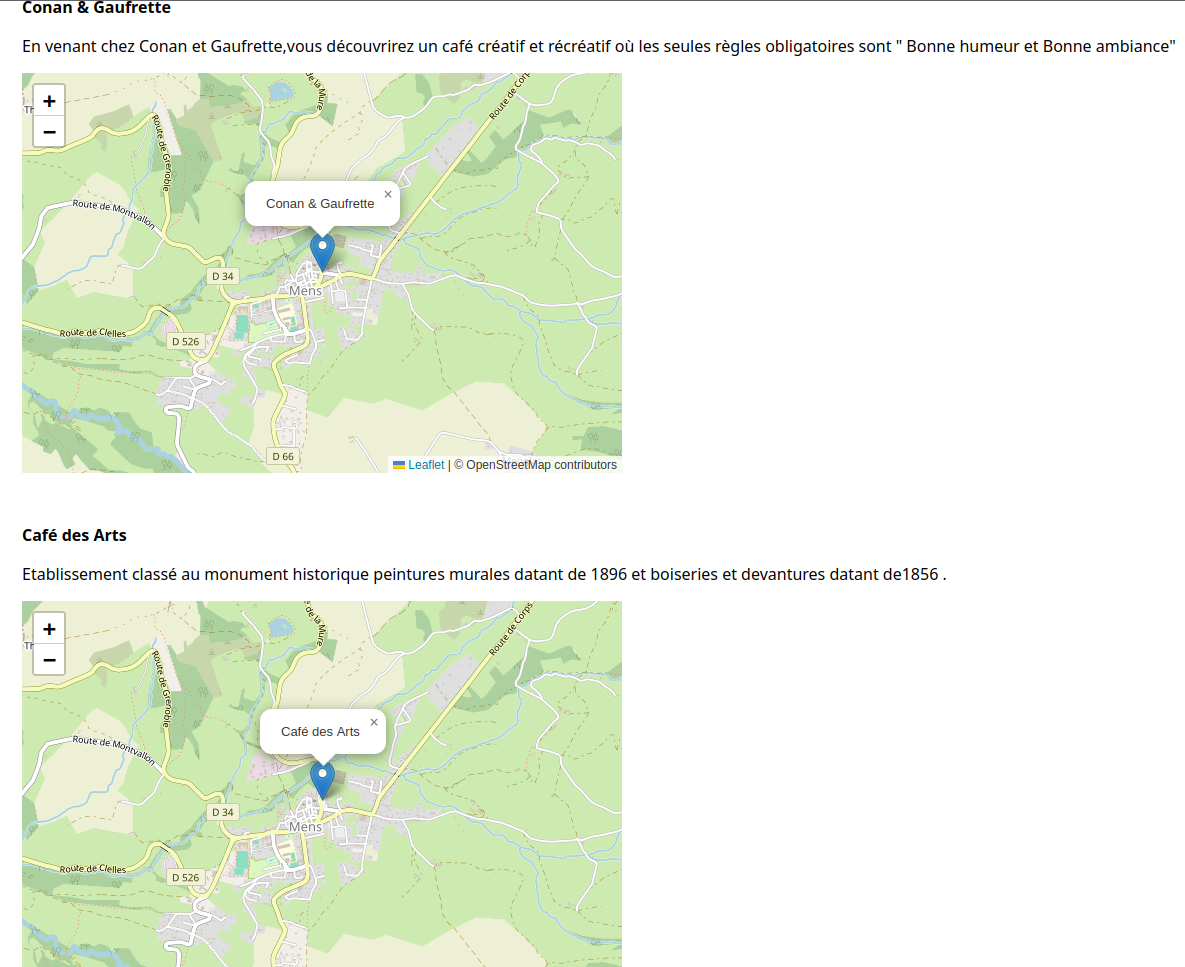 Conan & Gaufrette
En venant chez Conan et Gaufrette,vous découvrirez un café créatif et récréatif où les seules règles obligatoires sont " Bonne humeur et Bonne ambiance"
+
−
de la Mure
Route de Corp
Route de Grenoble
Route de Montvallon
Conan & Gaufrette ×
D 34
Mens
Route de Clelles
D 526
D 66
Leaflet | © OpenStreetMap contributors
Café des Arts
Etablissement classé au monument historique peintures murales datant de 1896 et boiseries et devantures datant de1856 .
+
−
de la Mure
Route de Corps
Route de Grenoble
Route de Montvallon
Café des Arts ×
D 34
Mens
Route de Clelles
D 526